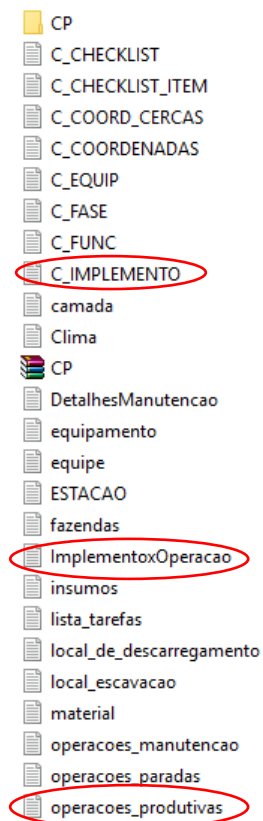 CP
C_CHECKLIST
C_CHECKLIST_ITEM
C_COORD_CERCAS
C_COORDENADAS
C_EQUIP
C_FASE
C_FUNC
C_IMPLEMENTO
camada
Clima
CP
DetalhesManutencao
equipamento
equipe
ESTACAO
fazendas
ImplementoxOperacao
insumos
lista_tarefas
local_de_descarregamento
local_escavacao
material
operacoes_manutencao
operacoes_paradas
operacoes_produtivas